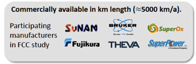 Commercially available in km length (≈5000 km/a).
Participating
manufacturers
in FCC study
SuNAM
BRUKER
SuperOx
Fujikura
THEVA
SuperPower